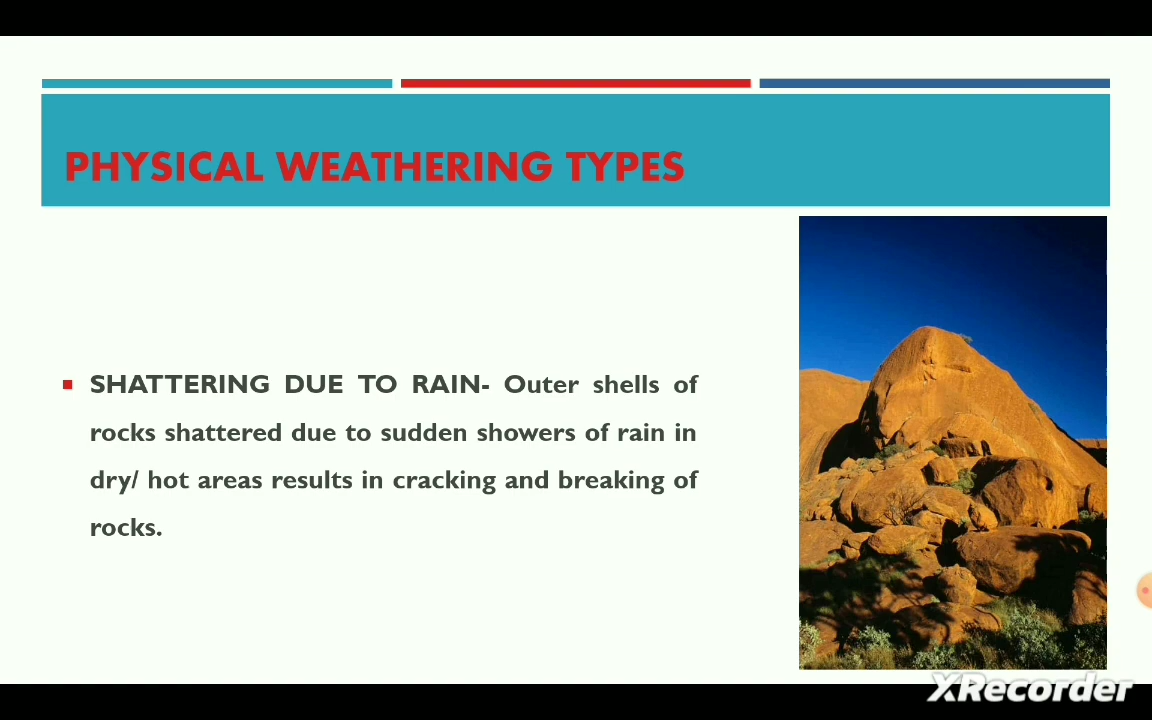 PHYSICAL WEATHERING TYPES
SHATTERING DUE TO RAIN- Outer shells of
rocks shattered due to sudden showers of rain in
dry/ hot areas results in cracking and breaking of
rocks.
XRecorder